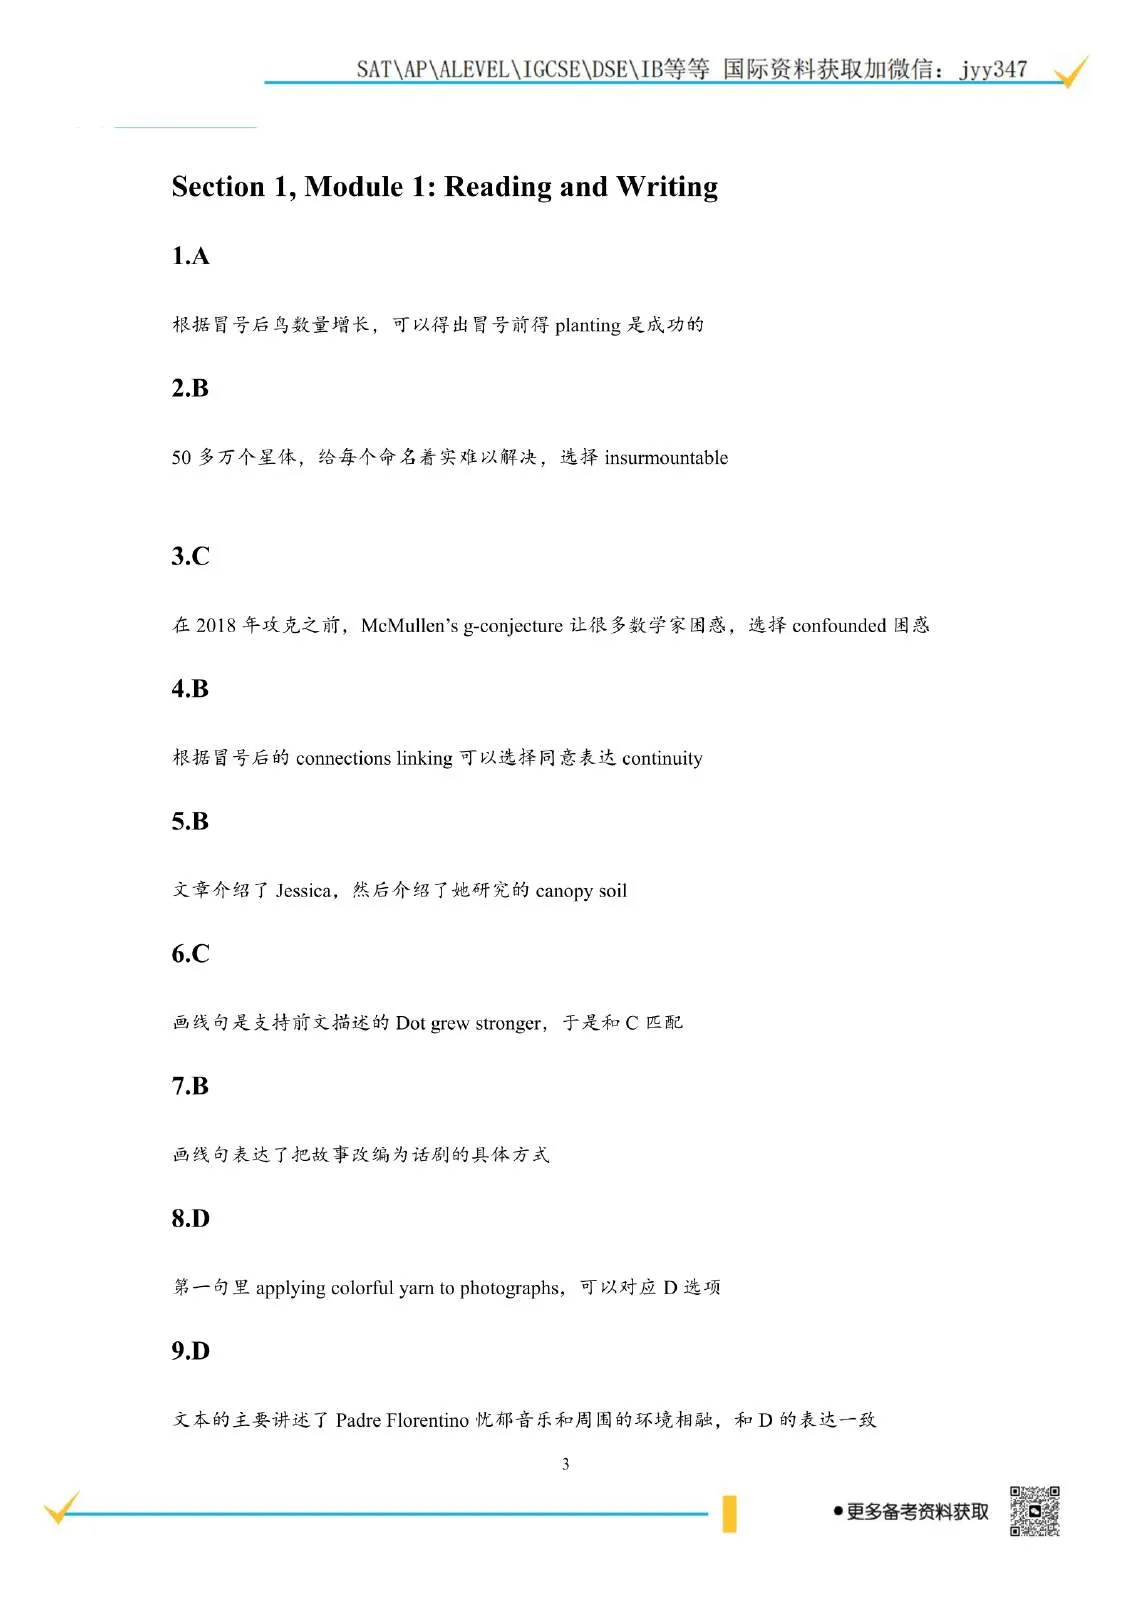 SAT\AP\ALEVEL\IGCSE\DSE\IB等等 国际资料获取加微信：jyy347
Section 1, Module 1: Reading and Writing
1.A
根据冒号后鸟数量增长，可以得出冒号前得 planting 是成功的
2.B
50 多万个星体，给每个命名着实难以解决，选择 insurmountable
3.C
在 2018 年攻克之前，McMullen’s g-conjecture 让很多数学家困惑，选择 confounded 困惑
4.B
根据冒号后的 connections linking 可以选择同意表达 continuity
5.B
文章介绍了 Jessica，然后介绍了她研究的 canopy soil
6.C
画线句是支持前文描述的 Dot grew stronger，于是和 C 匹配
7.B
画线句表达了把故事改编为话剧的具体方式
8.D
第一句里 applying colorful yarn to photographs，可以对应 D 选项
9.D
文本的主要讲述了 Padre Florentino 忧郁音乐和周围的环境相融，和 D 的表达一致
3
●更多备考资料获取